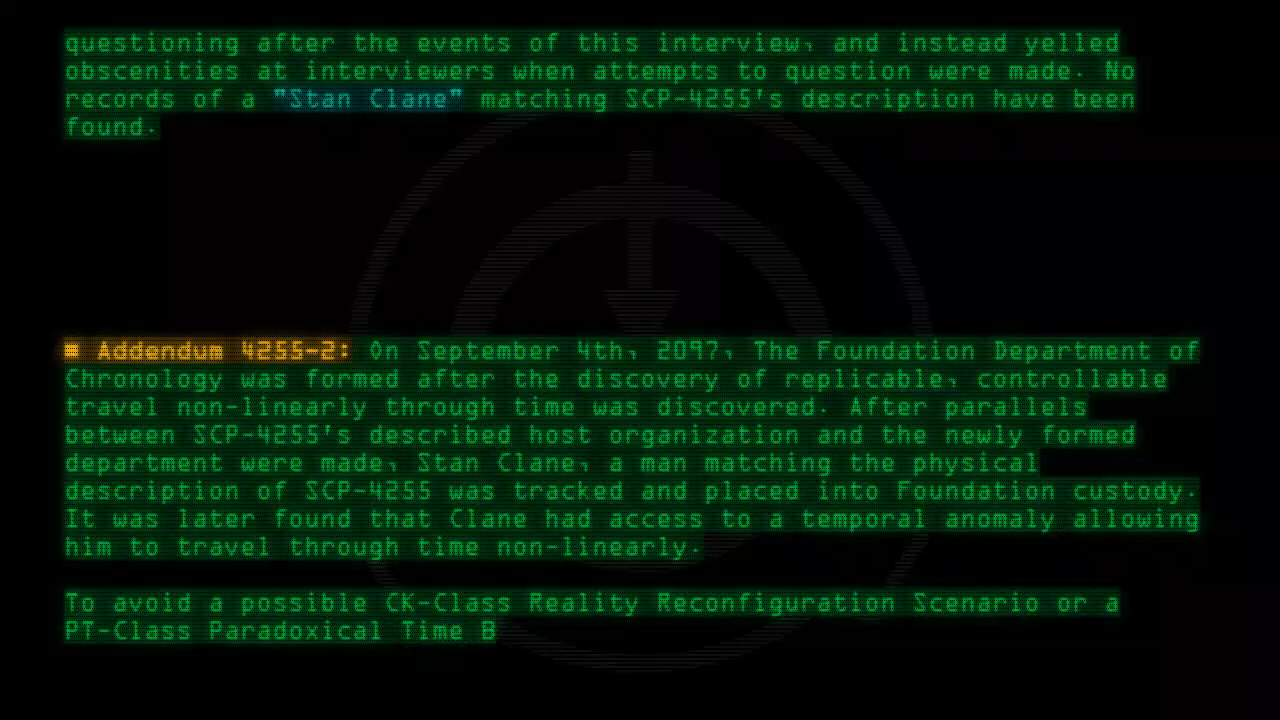 questioning after the events of this interview, and instead yelled
obscenities at interviewers when attempts to question were made. No
records of a "Stan Clane" matching SCP-4255's description have been
found.
■ Addendum 4255-2: On September 4th, 2097, The Foundation Department of
Chronology was formed after the discovery of replicable, controllable
travel non-linearly through time was discovered. After parallels
between SCP-4255's described host organization and the newly formed
department were made, Stan Clane, a man matching the physical
description of SCP-4255 was tracked and placed into Foundation custody.
It was later found that Clane had access to a temporal anomaly allowing
him to travel through time non-linearly.
To avoid a possible CK-Class Reality Reconfiguration Scenario or a
PT-Class Paradoxical Time B